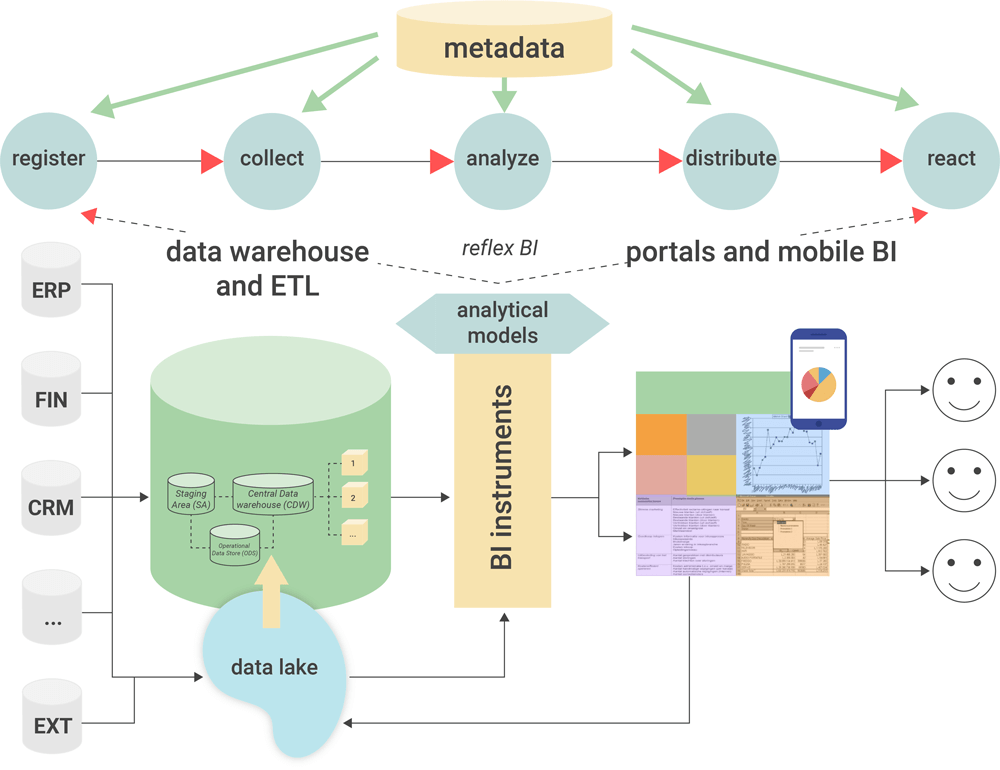 metadata
register
collect
analyze
distribute
react
data warehouse
and ETL
reflex BI
portals and mobile BI
analytical
models
ERP
FIN
CRM
...
EXT
Staging
Area (SA)
Central Data
warehouse (CDW)
Operational
Data Store (ODS)
1
2
...
BI instruments
data lake